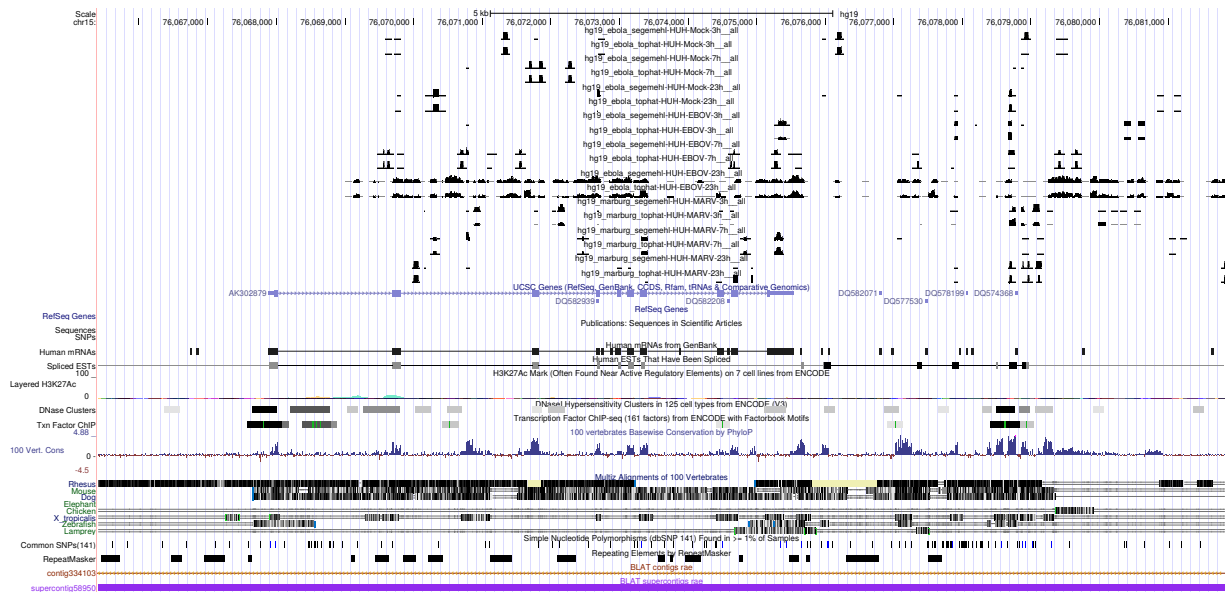 Scale 5 kb hg19
chr15: 76,067,000 76,068,000 76,069,000 76,070,000 76,071,000 76,072,000 76,073,000 76,074,000 76,075,000 76,076,000 76,077,000 76,078,000 76,079,000 76,080,000 76,081,000
hg19_ebola_segemehl-HUH-Mock-3h__all
hg19_ebola_tophat-HUH-Mock-3h__all
hg19_ebola_segemehl-HUH-Mock-7h__all
hg19_ebola_tophat-HUH-Mock-7h__all
hg19_ebola_segemehl-HUH-Mock-23h__all
hg19_ebola_tophat-HUH-Mock-23h__all
hg19_ebola_segemehl-HUH-EBOV-3h__all
hg19_ebola_tophat-HUH-EBOV-3h__all
hg19_ebola_segemehl-HUH-EBOV-7h__all
hg19_ebola_tophat-HUH-EBOV-7h__all
hg19_ebola_segemehl-HUH-EBOV-23h__all
hg19_ebola_tophat-HUH-EBOV-23h__all
hg19_marburg_segemehl-HUH-MARV-3h__all
hg19_marburg_tophat-HUH-MARV-3h__all
hg19_marburg_segemehl-HUH-MARV-7h__all
hg19_marburg_tophat-HUH-MARV-7h__all
hg19_marburg_segemehl-HUH-MARV-23h__all
hg19_marburg_tophat-HUH-MARV-23h__all
UCSC Genes (RefSeq, GenBank, CCDS, Rfam, tRNAs & Comparative Genomics)
AK302879 DQ582071 DQ578199 DQ574368
DQ582939 DQ582208 DQ577530
RefSeq Genes
RefSeq Genes
Publications: Sequences in Scientific Articles
Sequences
SNPs
Human mRNAs from GenBank
Human mRNAs
Human ESTs That Have Been Spliced
Spliced ESTs
H3K27Ac Mark (Often Found Near Active Regulatory Elements) on 7 cell lines from ENCODE
100
Layered H3K27Ac
0
DNaseI Hypersensitivity Clusters in 125 cell types from ENCODE (V3)
DNase Clusters
Transcription Factor ChIP-seq (161 factors) from ENCODE with Factorbook Motifs
Txn Factor ChIP
100 vertebrates Basewise Conservation by PhyloP
4.88
100 Vert. Cons
0
-4.5
Multiz Alignments of 100 Vertebrates
Rhesus
Mouse
Dog
Elephant
Chicken
X_tropicalis
Zebrafish
Lamprey
Simple Nucleotide Polymorphisms (dbSNP 141) Found in >= 1% of Samples
Common SNPs(141)
Repeating Elements by RepeatMasker
RepeatMasker
BLAT contigs rae
contig334103
BLAT supercontigs rae
supercontig58950